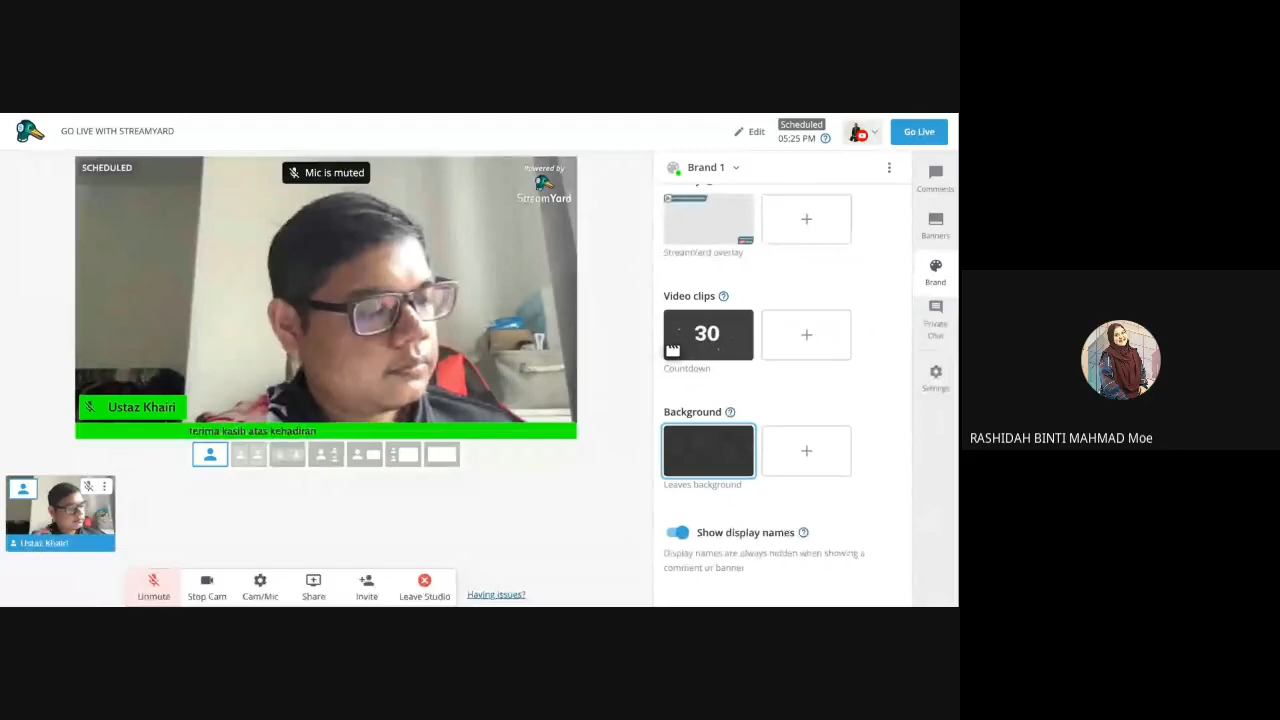 GO LIVE WITH STREAMYARD
Edit
Scheduled
05:25 PM
Go Live
SCHEDULED
Mic is muted
Powered by
StreamYard
Ustaz Khairi
terima kasih atas kehadiran
Ustaz Khairi
Unmute
Stop Cam
Cam/Mic
Share
Invite
Leave Studio
Having issues?
Brand 1
StreamYard overlay
Video clips
30
Countdown
Background
Leaves background
Show display names
Display names are always hidden when showing a
comment or banner
Comments
Banners
Brand
Private
Chat
Settings
RASHIDAH BINTI MAHMAD Moe